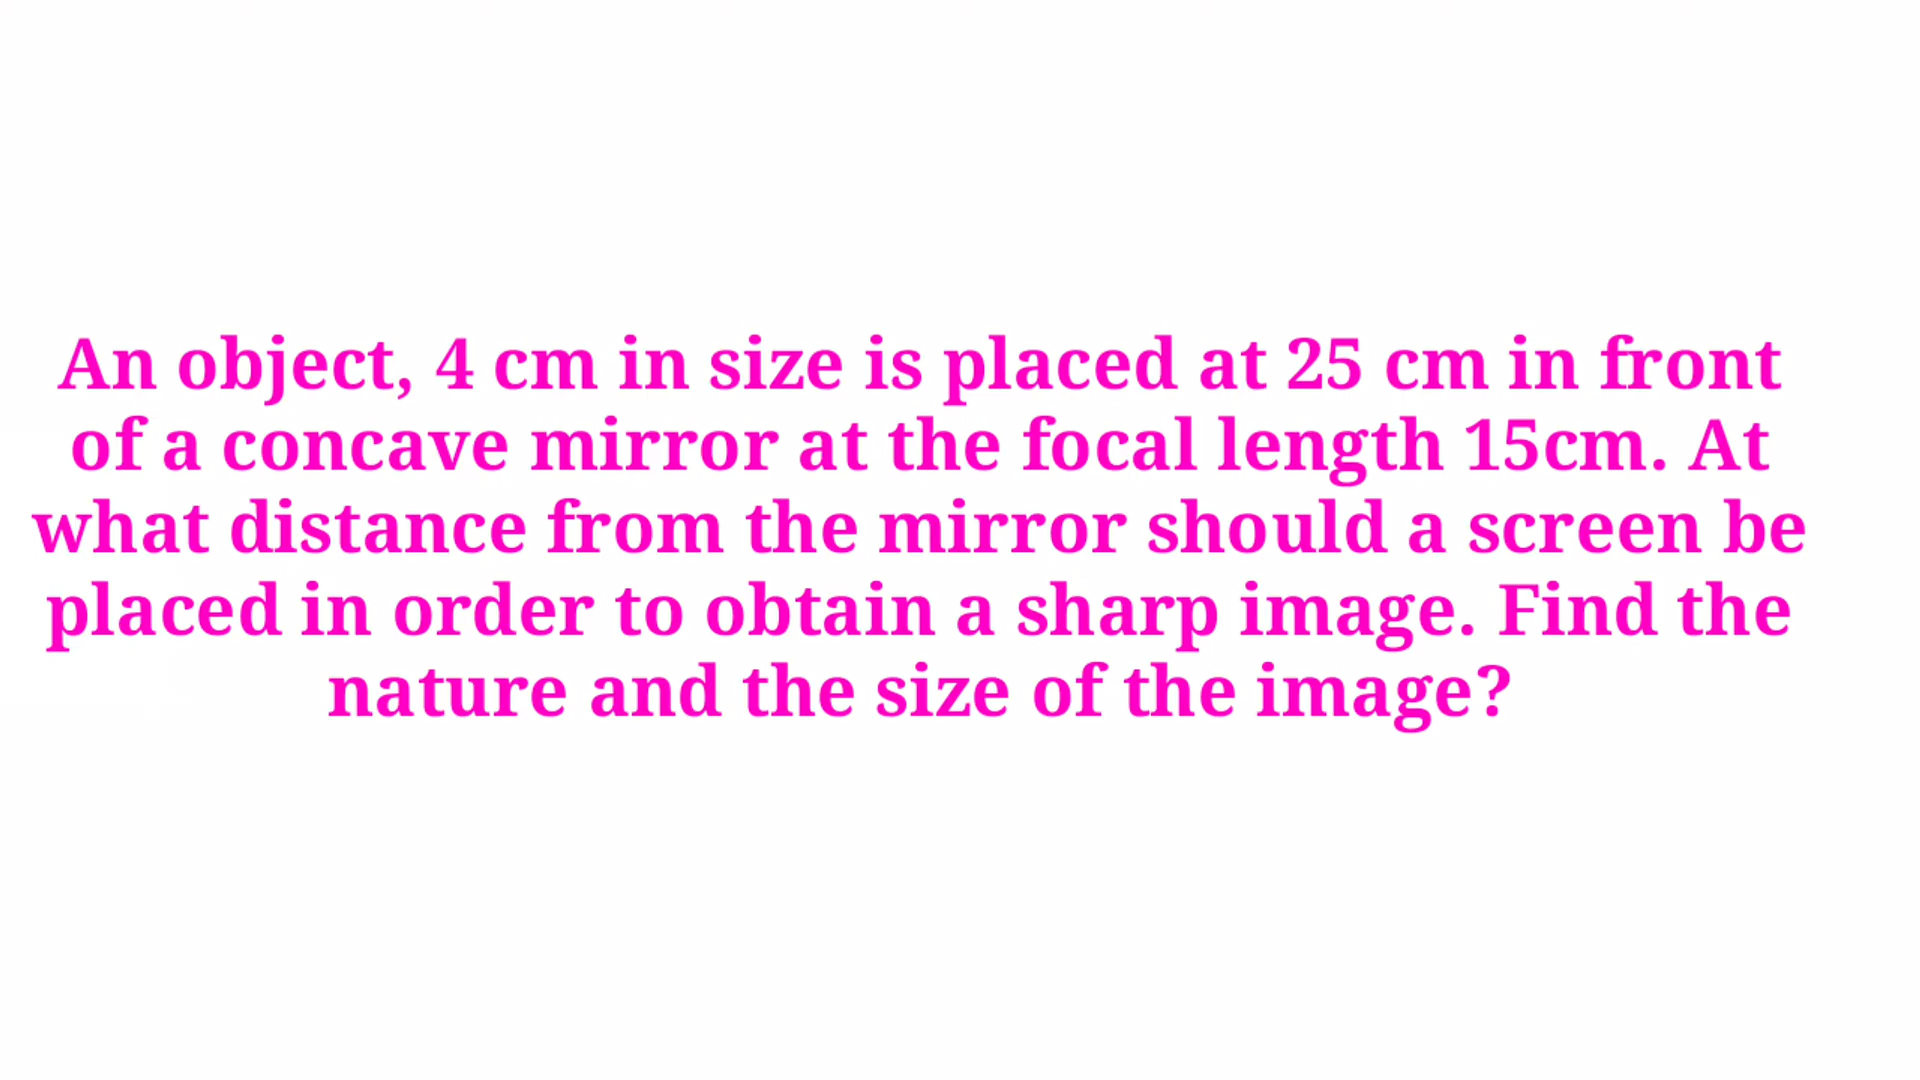 An object, 4 cm in size is placed at 25 cm in front
of a concave mirror at the focal length 15cm. At
what distance from the mirror should a screen be
placed in order to obtain a sharp image. Find the
nature and the size of the image?